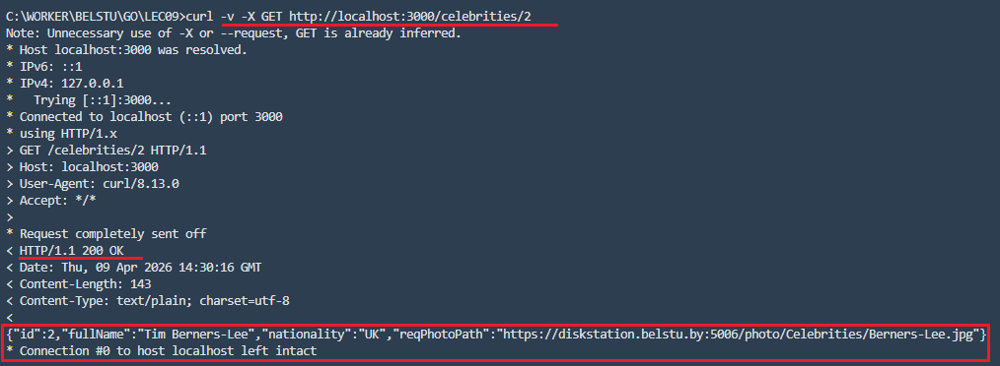 C:\WORKER\BELSTU\GO\LEC09>curl -v -X GET http://localhost:3000/celebrities/2
Note: Unnecessary use of -X or --request, GET is already inferred.
* Host localhost:3000 was resolved.
* IPv6: ::1
* IPv4: 127.0.0.1
*   Trying [::1]:3000...
* Connected to localhost (::1) port 3000
* using HTTP/1.x
> GET /celebrities/2 HTTP/1.1
> Host: localhost:3000
> User-Agent: curl/8.13.0
> Accept: */*
>
* Request completely sent off
< HTTP/1.1 200 OK
< Date: Thu, 09 Apr 2026 14:30:16 GMT
< Content-Length: 143
< Content-Type: text/plain; charset=utf-8
<
{"id":2,"fullName":"Tim Berners-Lee","nationality":"UK","reqPhotoPath":"https://diskstation.belstu.by:5006/photo/Celebrities/Berners-Lee.jpg"}
* Connection #0 to host localhost left intact